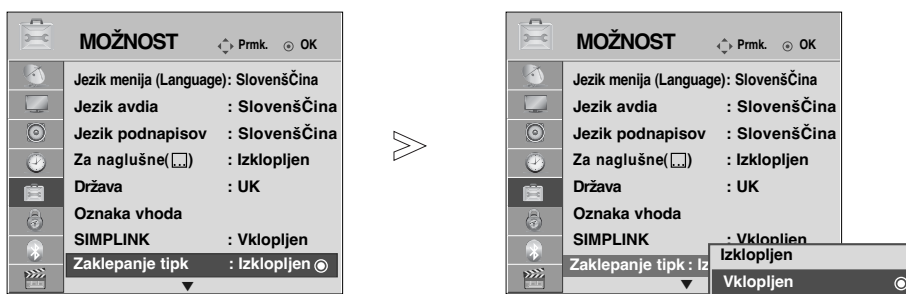 MOŽNOST Prmk. OK
Jezik menija (Language): SlovenšČina
Jezik avdia : SlovenšČina
Jezik podnapisov : SlovenšČina
Za naglušne( ) : Izklopljen
Država : UK
Oznaka vhoda
SIMPLINK : Vklopljen
Zaklepanje tipk : Izklopljen
MOŽNOST Prmk. OK
Jezik menija (Language): SlovenšČina
Jezik avdia : SlovenšČina
Jezik podnapisov : SlovenšČina
Za naglušne( ) : Izklopljen
Država : UK
Oznaka vhoda
SIMPLINK : Vklopljen
Zaklepanje tipk : Iz
Izklopljen
Vklopljen